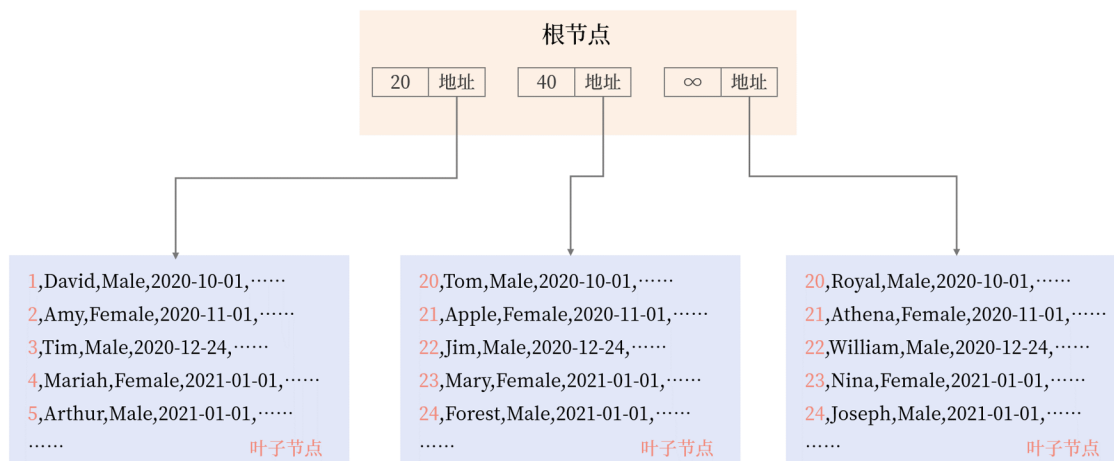 根节点
20 地址
40 地址
∞ 地址
1,David,Male,2020-10-01,……
2,Amy,Female,2020-11-01,……
3,Tim,Male,2020-12-24,……
4,Mariah,Female,2021-01-01,……
5,Arthur,Male,2021-01-01,……
……
叶子节点
20,Tom,Male,2020-10-01,……
21,Apple,Female,2020-11-01,……
22,Jim,Male,2020-12-24,……
23,Mary,Female,2021-01-01,……
24,Forest,Male,2021-01-01,……
……
叶子节点
20,Royal,Male,2020-10-01,……
21,Athena,Female,2020-11-01,……
22,William,Male,2020-12-24,……
23,Nina,Female,2021-01-01,……
24,Joseph,Male,2021-01-01,……
……
叶子节点